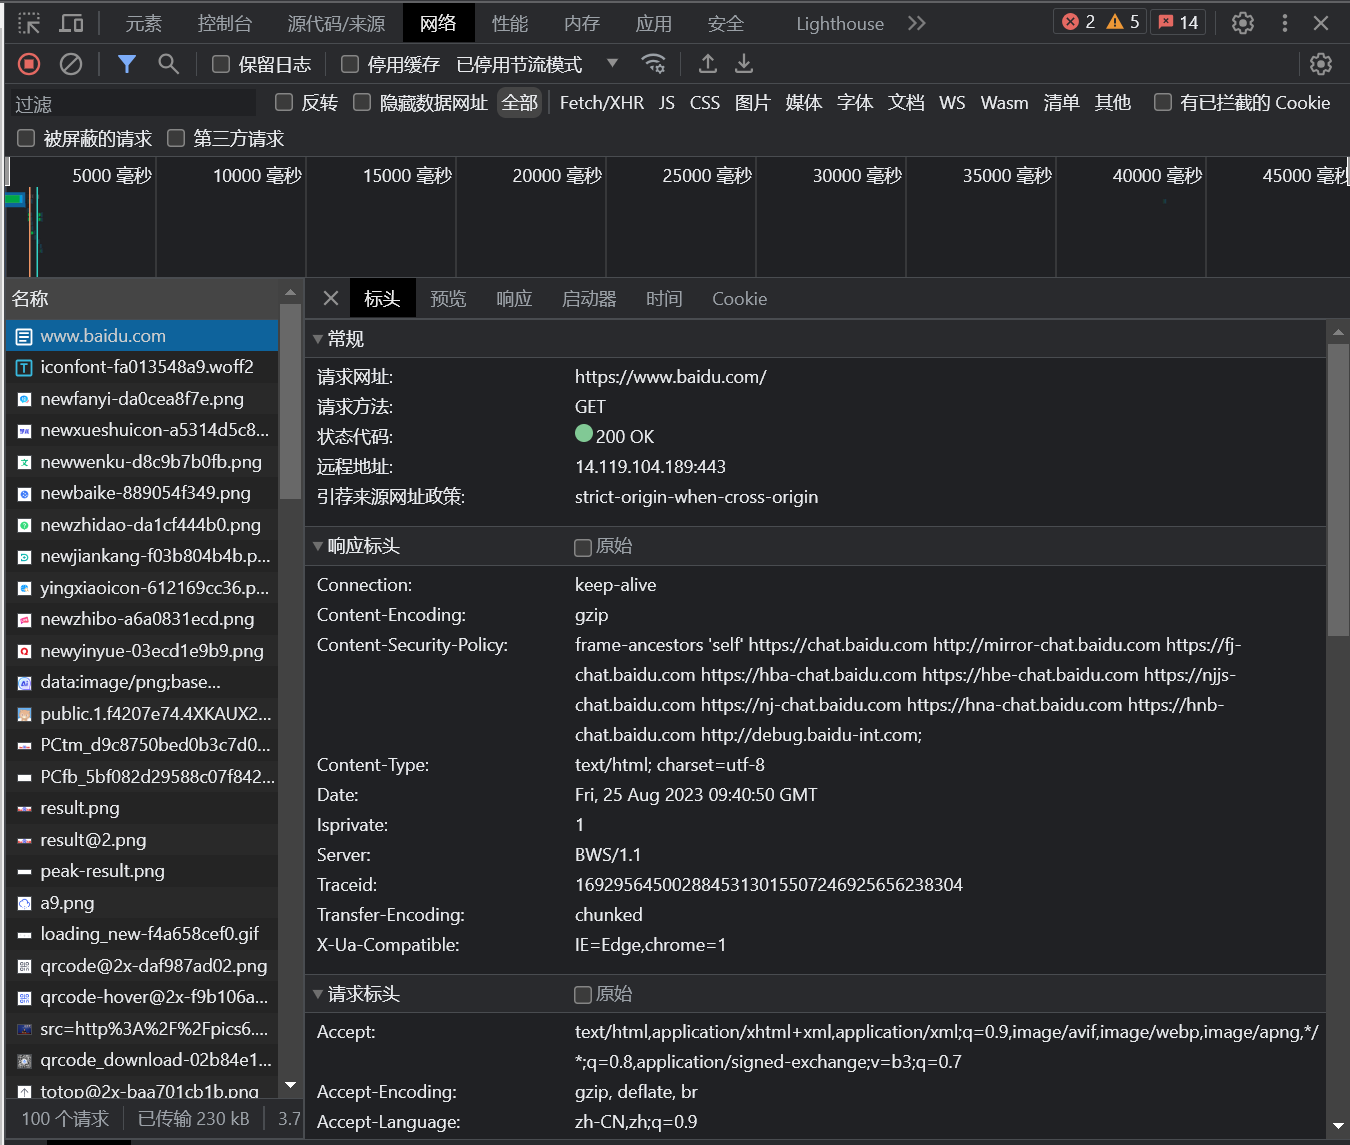 元素 控制台 源代码/来源 网络 性能 内存 应用 安全 Lighthouse 2 5 14
保留日志 停用缓存 已停用节流模式
过滤 反转 隐藏数据网址 全部 Fetch/XHR JS CSS 图片 媒体 字体 文档 WS Wasm 清单 其他 有已拦截的 Cookie
被屏蔽的请求 第三方请求
5000 毫秒 10000 毫秒 15000 毫秒 20000 毫秒 25000 毫秒 30000 毫秒 35000 毫秒 40000 毫秒 45000 毫秒
名称
www.baidu.com
iconfont-fa013548a9.woff2
newfanyi-da0cea8f7e.png
newxueshuicon-a5314d5c8...
newwenku-d8c9b7b0fb.png
newbaike-889054f349.png
newzhidao-da1cf444b0.png
newjiankang-f03b804b4b.p...
yingxiaoicon-612169cc36.p...
newzhibo-a6a0831ecd.png
newyinyue-03ecd1e9b9.png
data:image/png;base...
public.1.f4207e74.4XKAUX2...
PCtm_d9c8750bed0b3c7d0...
PCfb_5bf082d29588c07f842...
result.png
result@2.png
peak-result.png
a9.png
loading_new-f4a658cef0.gif
qrcode@2x-daf987ad02.png
qrcode-hover@2x-f9b106a...
src=http%3A%2F%2Fpics6....
qrcode_download-02b84e1...
totop@2x-baa701cb1b.png
100 个请求 已传输 230 kB 3.7
标头 预览 响应 启动器 时间 Cookie
常规
请求网址: https://www.baidu.com/
请求方法: GET
状态代码: 200 OK
远程地址: 14.119.104.189:443
引荐来源网址政策: strict-origin-when-cross-origin
响应标头 原始
Connection: keep-alive
Content-Encoding: gzip
Content-Security-Policy: frame-ancestors 'self' https://chat.baidu.com http://mirror-chat.baidu.com https://fj-
chat.baidu.com https://hba-chat.baidu.com https://hbe-chat.baidu.com https://njjs-
chat.baidu.com https://nj-chat.baidu.com https://hna-chat.baidu.com https://hnb-
chat.baidu.com http://debug.baidu-int.com;
Content-Type: text/html; charset=utf-8
Date: Fri, 25 Aug 2023 09:40:50 GMT
Isprivate: 1
Server: BWS/1.1
Traceid: 1692956450028845313015507246925656238304
Transfer-Encoding: chunked
X-Ua-Compatible: IE=Edge,chrome=1
请求标头 原始
Accept: text/html,application/xhtml+xml,application/xml;q=0.9,image/avif,image/webp,image/apng,*/
*;q=0.8,application/signed-exchange;v=b3;q=0.7
Accept-Encoding: gzip, deflate, br
Accept-Language: zh-CN,zh;q=0.9